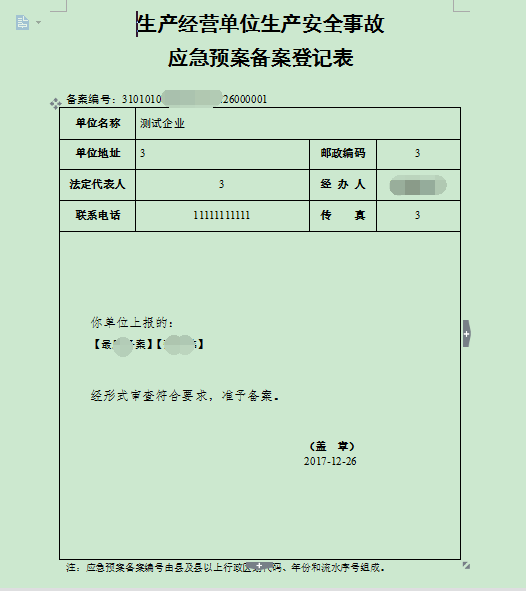 生产经营单位生产安全事故
应急预案备案登记表
备案编号：3101010 26000001
单位名称 测试企业
单位地址 3 邮政编码 3
法定代表人 3 经 办 人
联系电话 11111111111 传 真 3
你单位上报的：
【最 案】【 】
经形式审查符合要求，准予备案。
（盖 章）
2017-12-26
注：应急预案备案编号由县及县以上行政区划代码、年份和流水序号组成。